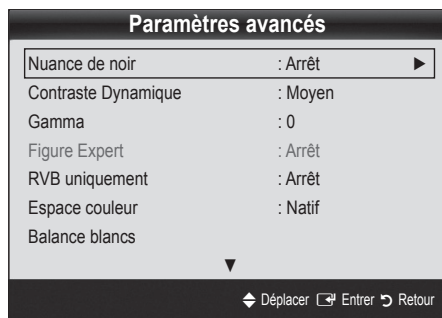 Paramètres avancés
Nuance de noir : Arrêt ►
Contraste Dynamique : Moyen
Gamma : 0
Figure Expert : Arrêt
RVB uniquement : Arrêt
Espace couleur : Natif
Balance blancs
▼
Déplacer Entrer Retour